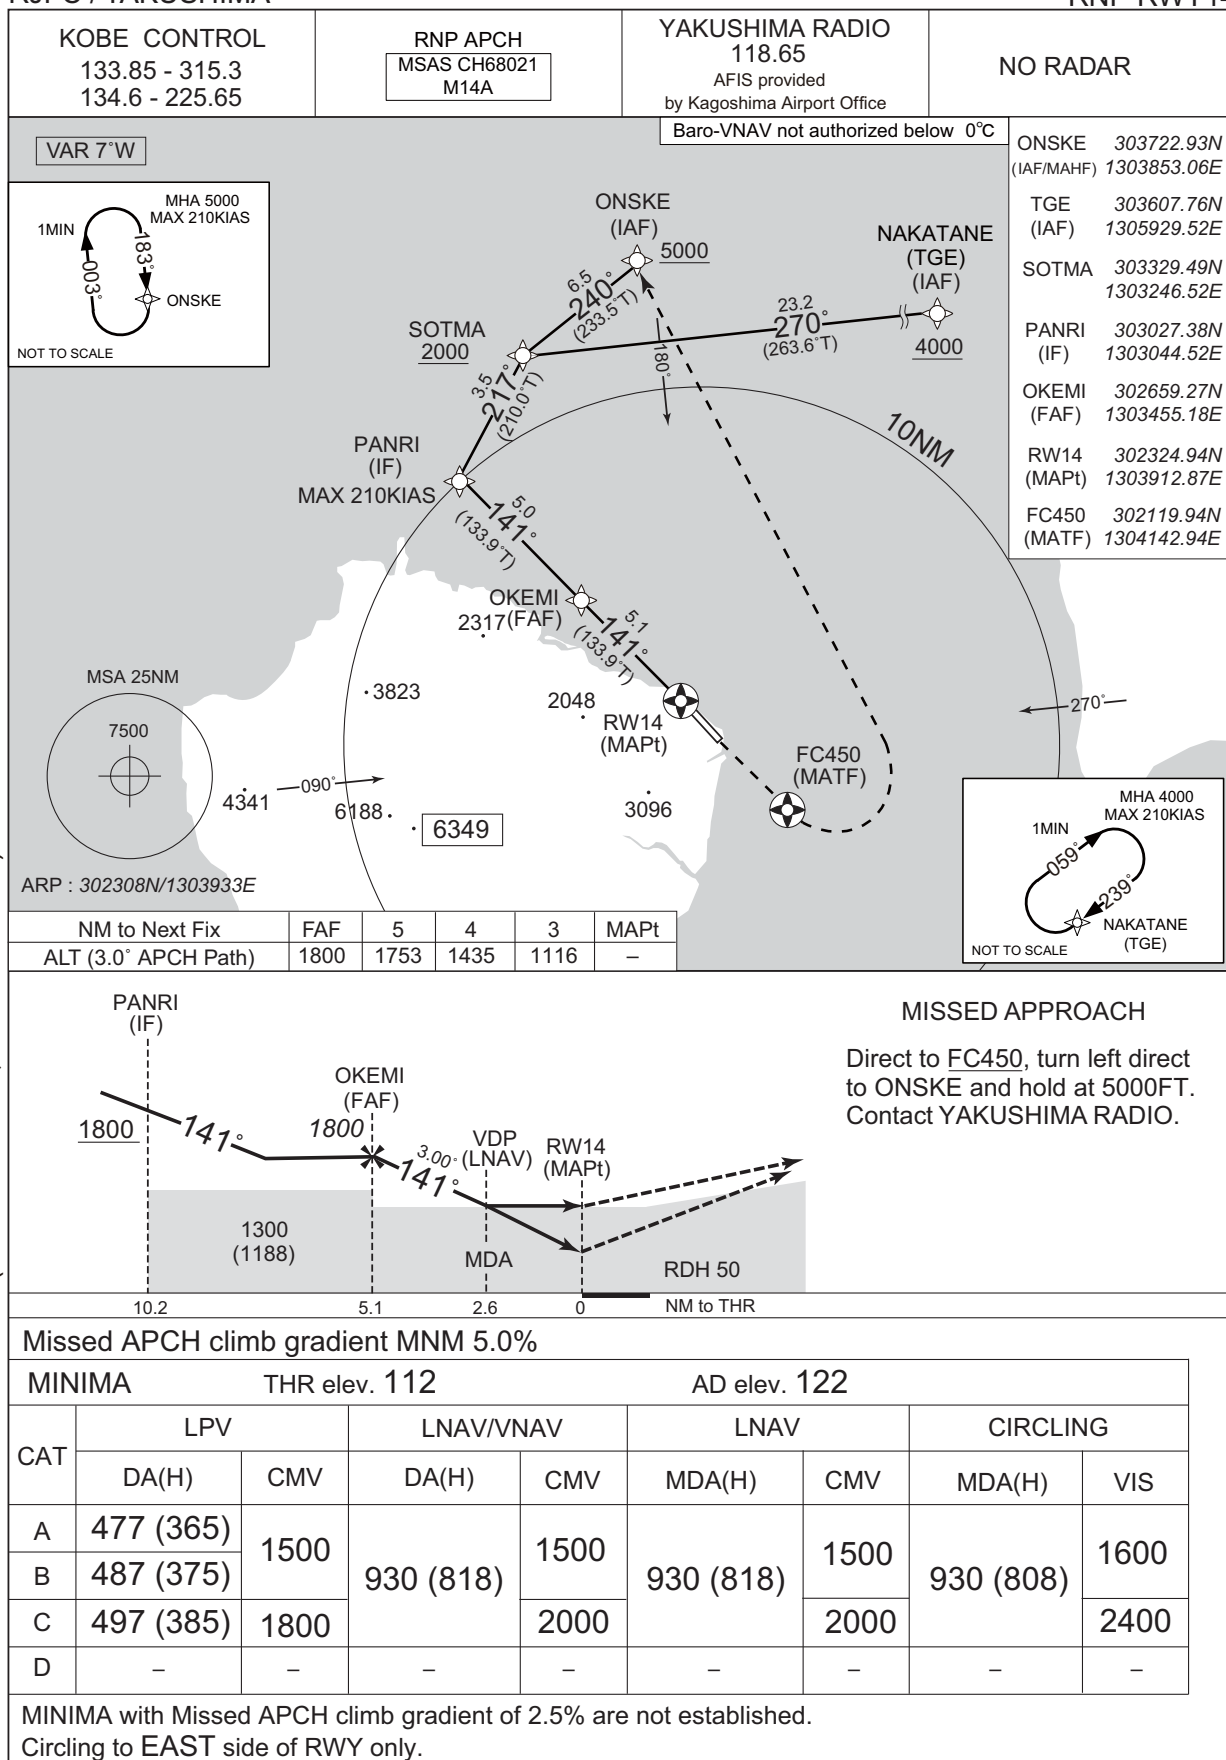 KOBE CONTROL
133.85 - 315.3
134.6 - 225.65
RNP APCH
MSAS CH68021
M14A
YAKUSHIMA RADIO
118.65
AFIS provided
by Kagoshima Airport Office
NO RADAR
Baro-VNAV not authorized below 0°C
VAR 7°W
MHA 5000
MAX 210KIAS
1MIN
183°
003°
ONSKE
NOT TO SCALE
ONSKE 303722.93N
(IAF/MAHF) 1303853.06E
TGE 303607.76N
(IAF) 1305929.52E
SOTMA 303329.49N
1303246.52E
PANRI 303027.38N
(IF) 1303044.52E
OKEMI 302659.27N
(FAF) 1303455.18E
RW14 302324.94N
(MAPt) 1303912.87E
FC450 302119.94N
(MATF) 1304142.94E
ONSKE
(IAF)
5000
NAKATANE
(TGE)
(IAF)
4000
6.5
240°
(233.5°T)
23.2
270°
(263.6°T)
SOTMA
2000
180°
3.5
217°
(210.0°T)
10NM
PANRI
(IF)
MAX 210KIAS
5.0
141°
(133.9°T)
OKEMI
(FAF)
2317
5.1
141°
(133.9°T)
MSA 25NM
7500
3823
2048
RW14
(MAPt)
270°
FC450
(MATF)
090°
4341
6188
6349
3096
MHA 4000
MAX 210KIAS
1MIN
059°
239°
NAKATANE
(TGE)
NOT TO SCALE
ARP : 302308N/1303933E
NM to Next Fix FAF 5 4 3 MAPt
ALT (3.0° APCH Path) 1800 1753 1435 1116 –
PANRI
(IF)
OKEMI
(FAF)
1800
141°
1800
3.00°
141°
VDP
(LNAV)
RW14
(MAPt)
1300
(1188)
MDA
RDH 50
10.2 5.1 2.6 0 NM to THR
MISSED APPROACH
Direct to FC450, turn left direct
to ONSKE and hold at 5000FT.
Contact YAKUSHIMA RADIO.
Missed APCH climb gradient MNM 5.0%
MINIMA THR elev. 112 AD elev. 122
CAT LPV LNAV/VNAV LNAV CIRCLING
DA(H) CMV DA(H) CMV MDA(H) CMV MDA(H) VIS
A 477 (365) 1500 930 (818) 1500 930 (818) 1500 930 (808) 1600
B 487 (375)
C 497 (385) 1800 2000 2000 2400
D – – – – – – – –
MINIMA with Missed APCH climb gradient of 2.5% are not established.
Circling to EAST side of RWY only.